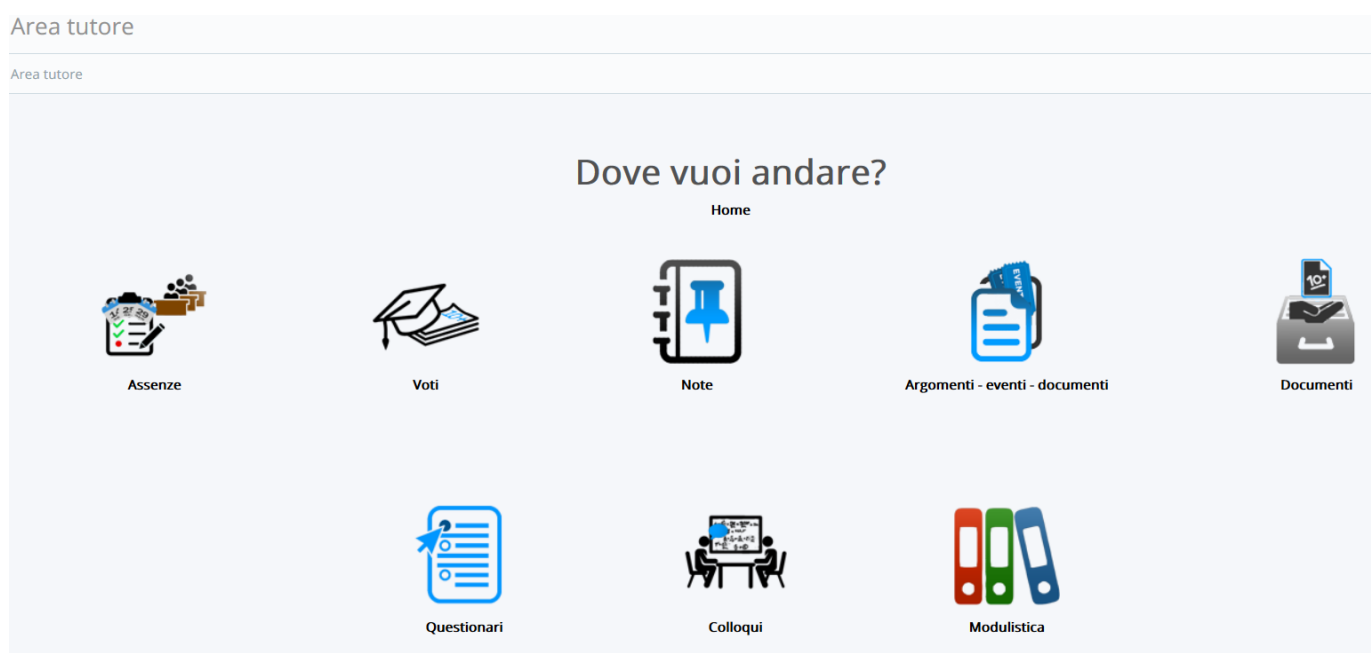 Area tutore
Area tutore
Dove vuoi andare?
Home
Assenze
Voti
Note
Argomenti - eventi - documenti
Documenti
Questionari
Colloqui
Modulistica